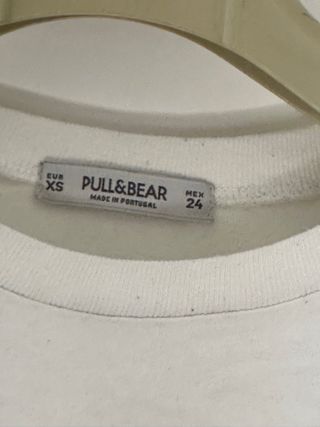 EUR
XS
PULL&BEAR
MADE IN PORTUGAL
MEX
24